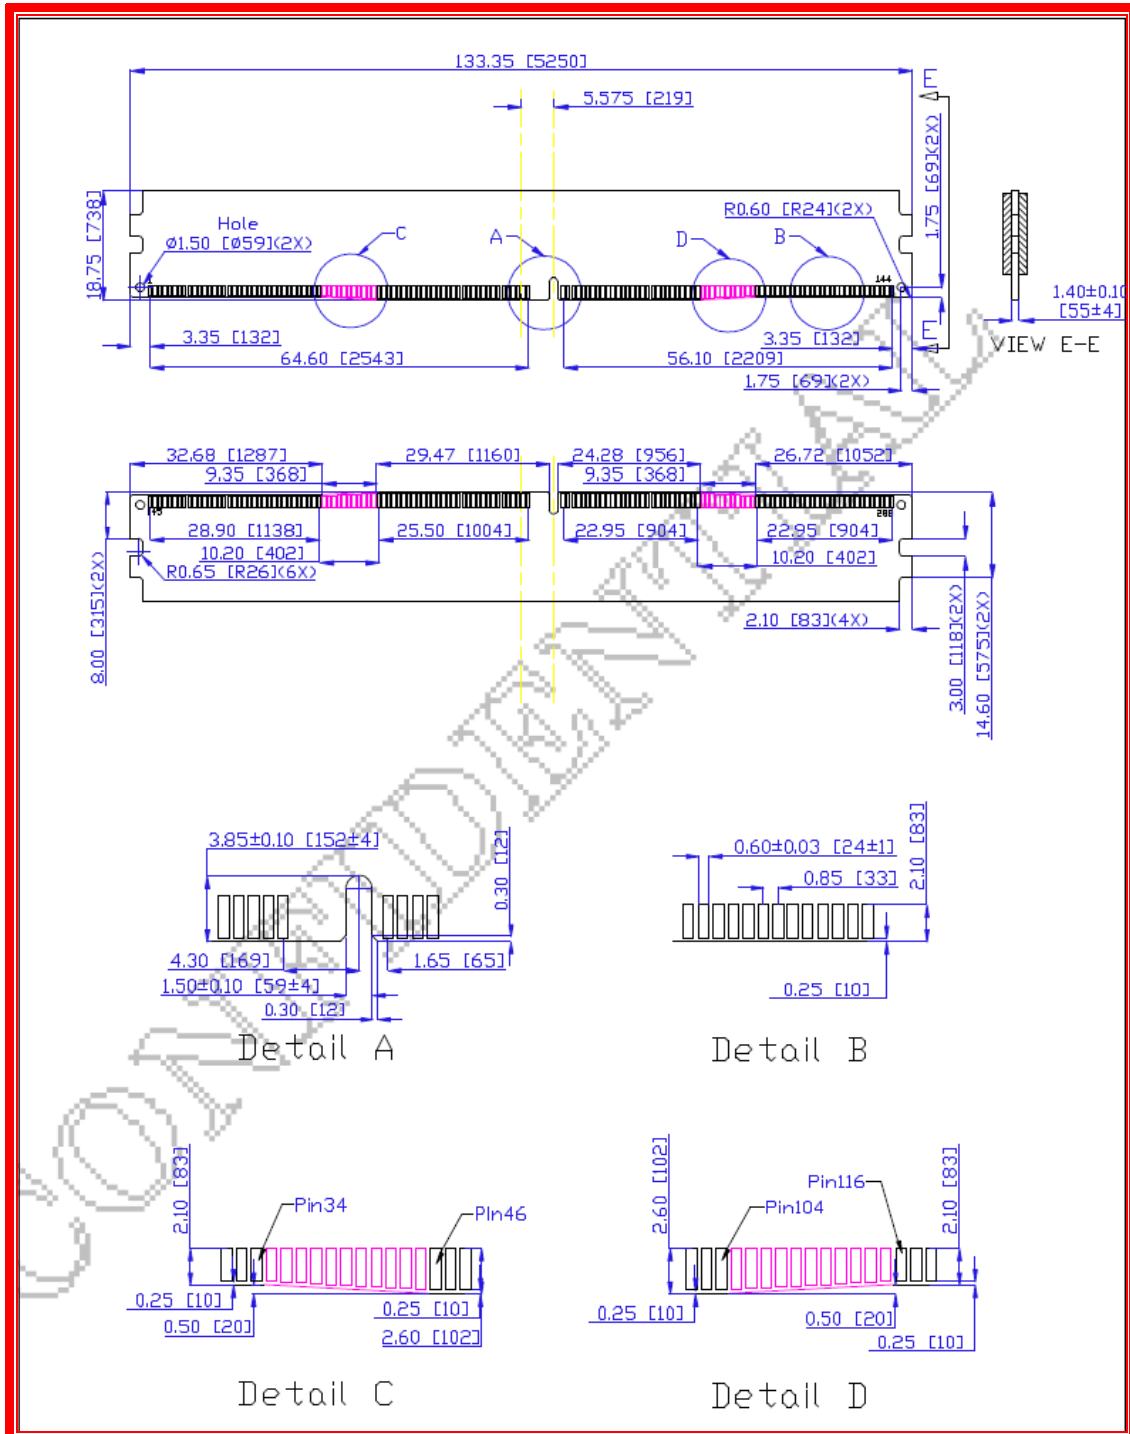 133.35 [5250]
5.575 [219]
E
1.75 [69](2X)
18.75 [738]
Hole
Ø1.50 [Ø59](2X)
C
A
D
B
R0.60 [R24](2X)
1
144
1.40±0.10
[55±4]
3.35 [132]
3.35 [132]
E
VIEW E-E
64.60 [2543]
56.10 [2209]
1.75 [69](2X)
32.68 [1287]
29.47 [1160]
24.28 [956]
26.72 [1052]
9.35 [368]
9.35 [368]
145
288
28.90 [1138]
25.50 [1004]
22.95 [904]
22.95 [904]
10.20 [402]
10.20 [402]
R0.65 [R26](6X)
8.00 [315](2X)
2.10 [83](4X)
3.00 [118](2X)
14.60 [575](2X)
CONFIDENTIAL
3.85±0.10 [152±4]
0.30 [12]
4.30 [169]
1.65 [65]
1.50±0.10 [59±4]
0.30 [12]
Detail A
0.60±0.03 [24±1]
2.10 [83]
0.85 [33]
0.25 [10]
Detail B
2.10 [83]
Pin34
PIn46
0.25 [10]
0.25 [10]
0.50 [20]
2.60 [102]
Detail C
2.60 [102]
Pin116
2.10 [83]
Pin104
0.25 [10]
0.50 [20]
0.25 [10]
Detail D